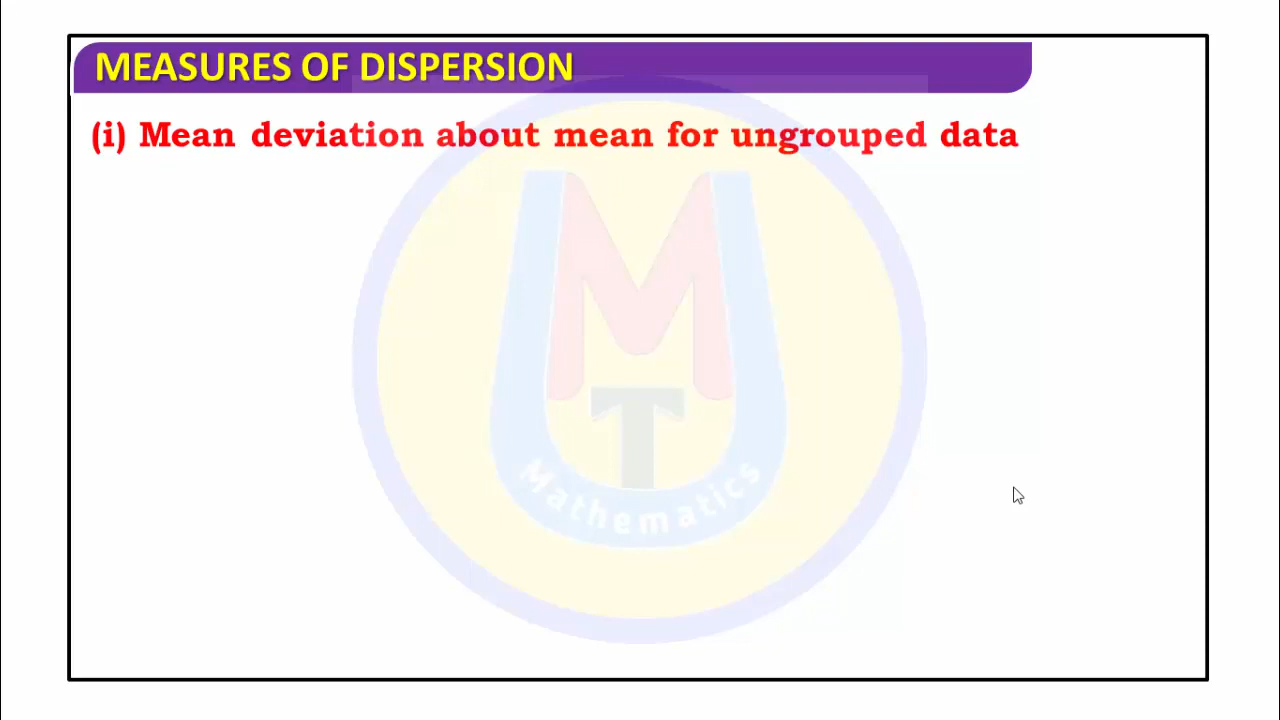 MEASURES OF DISPERSION
(i) Mean deviation about mean for ungrouped data
M
T
Mathematics